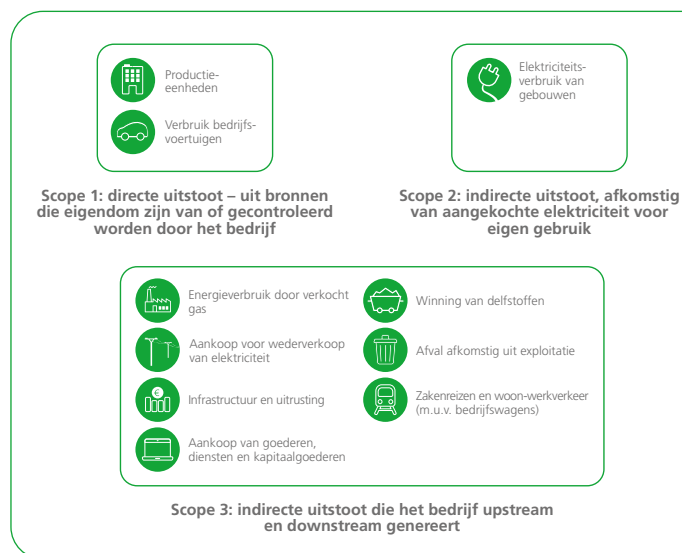 Productie-
eenheden
Verbruik bedrijfs-
voertuigen
Scope 1: directe uitstoot – uit bronnen
die eigendom zijn van of gecontroleerd
worden door het bedrijf
Elektriciteits-
verbruik van
gebouwen
Scope 2: indirecte uitstoot, afkomstig
van aangekochte elektriciteit voor
eigen gebruik
Energieverbruik door verkocht
gas
Aankoop voor wederverkoop
van elektriciteit
€
Infrastructuur en uitrusting
Aankoop van goederen,
diensten en kapitaalgoederen
Winning van delfstoffen
Afval afkomstig uit exploitatie
Zakenreizen en woon-werkverkeer
(m.u.v. bedrijfswagens)
Scope 3: indirecte uitstoot die het bedrijf upstream
en downstream genereert